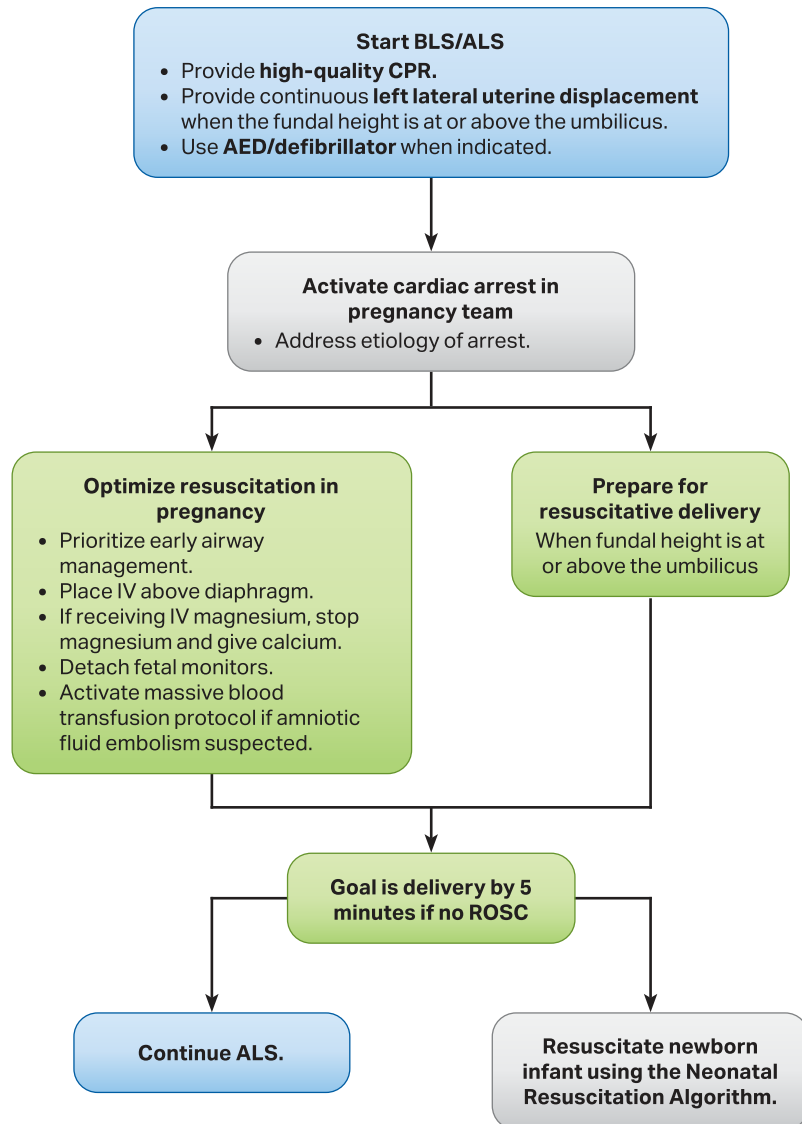 Start BLS/ALS
• Provide high-quality CPR.
• Provide continuous left lateral uterine displacement
when the fundal height is at or above the umbilicus.
• Use AED/defibrillator when indicated.
Activate cardiac arrest in
pregnancy team
• Address etiology of arrest.
Optimize resuscitation in
pregnancy
• Prioritize early airway
management.
• Place IV above diaphragm.
• If receiving IV magnesium, stop
magnesium and give calcium.
• Detach fetal monitors.
• Activate massive blood
transfusion protocol if amniotic
fluid embolism suspected.
Prepare for
resuscitative delivery
When fundal height is at
or above the umbilicus
Goal is delivery by 5
minutes if no ROSC
Continue ALS.
Resuscitate newborn
infant using the Neonatal
Resuscitation Algorithm.